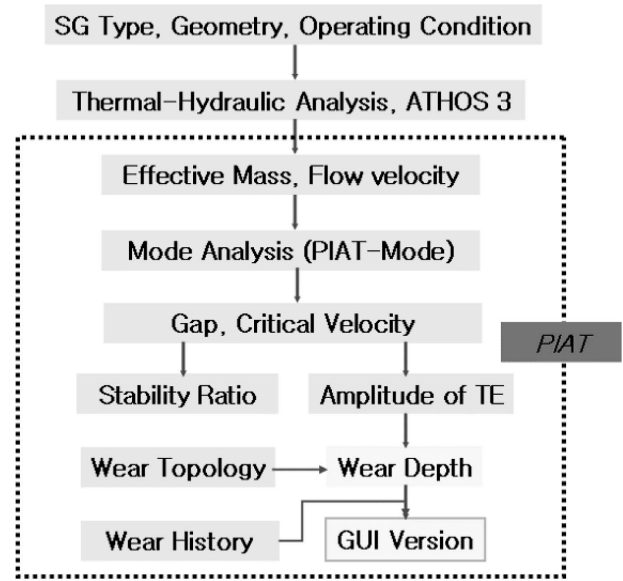 SG Type, Geometry, Operating Condition
Thermal-Hydraulic Analysis, ATHOS 3
Effective Mass, Flow velocity
Mode Analysis (PIAT-Mode)
Gap, Critical Velocity
PIAT
Stability Ratio
Amplitude of TE
Wear Topology
Wear Depth
Wear History
GUI Version